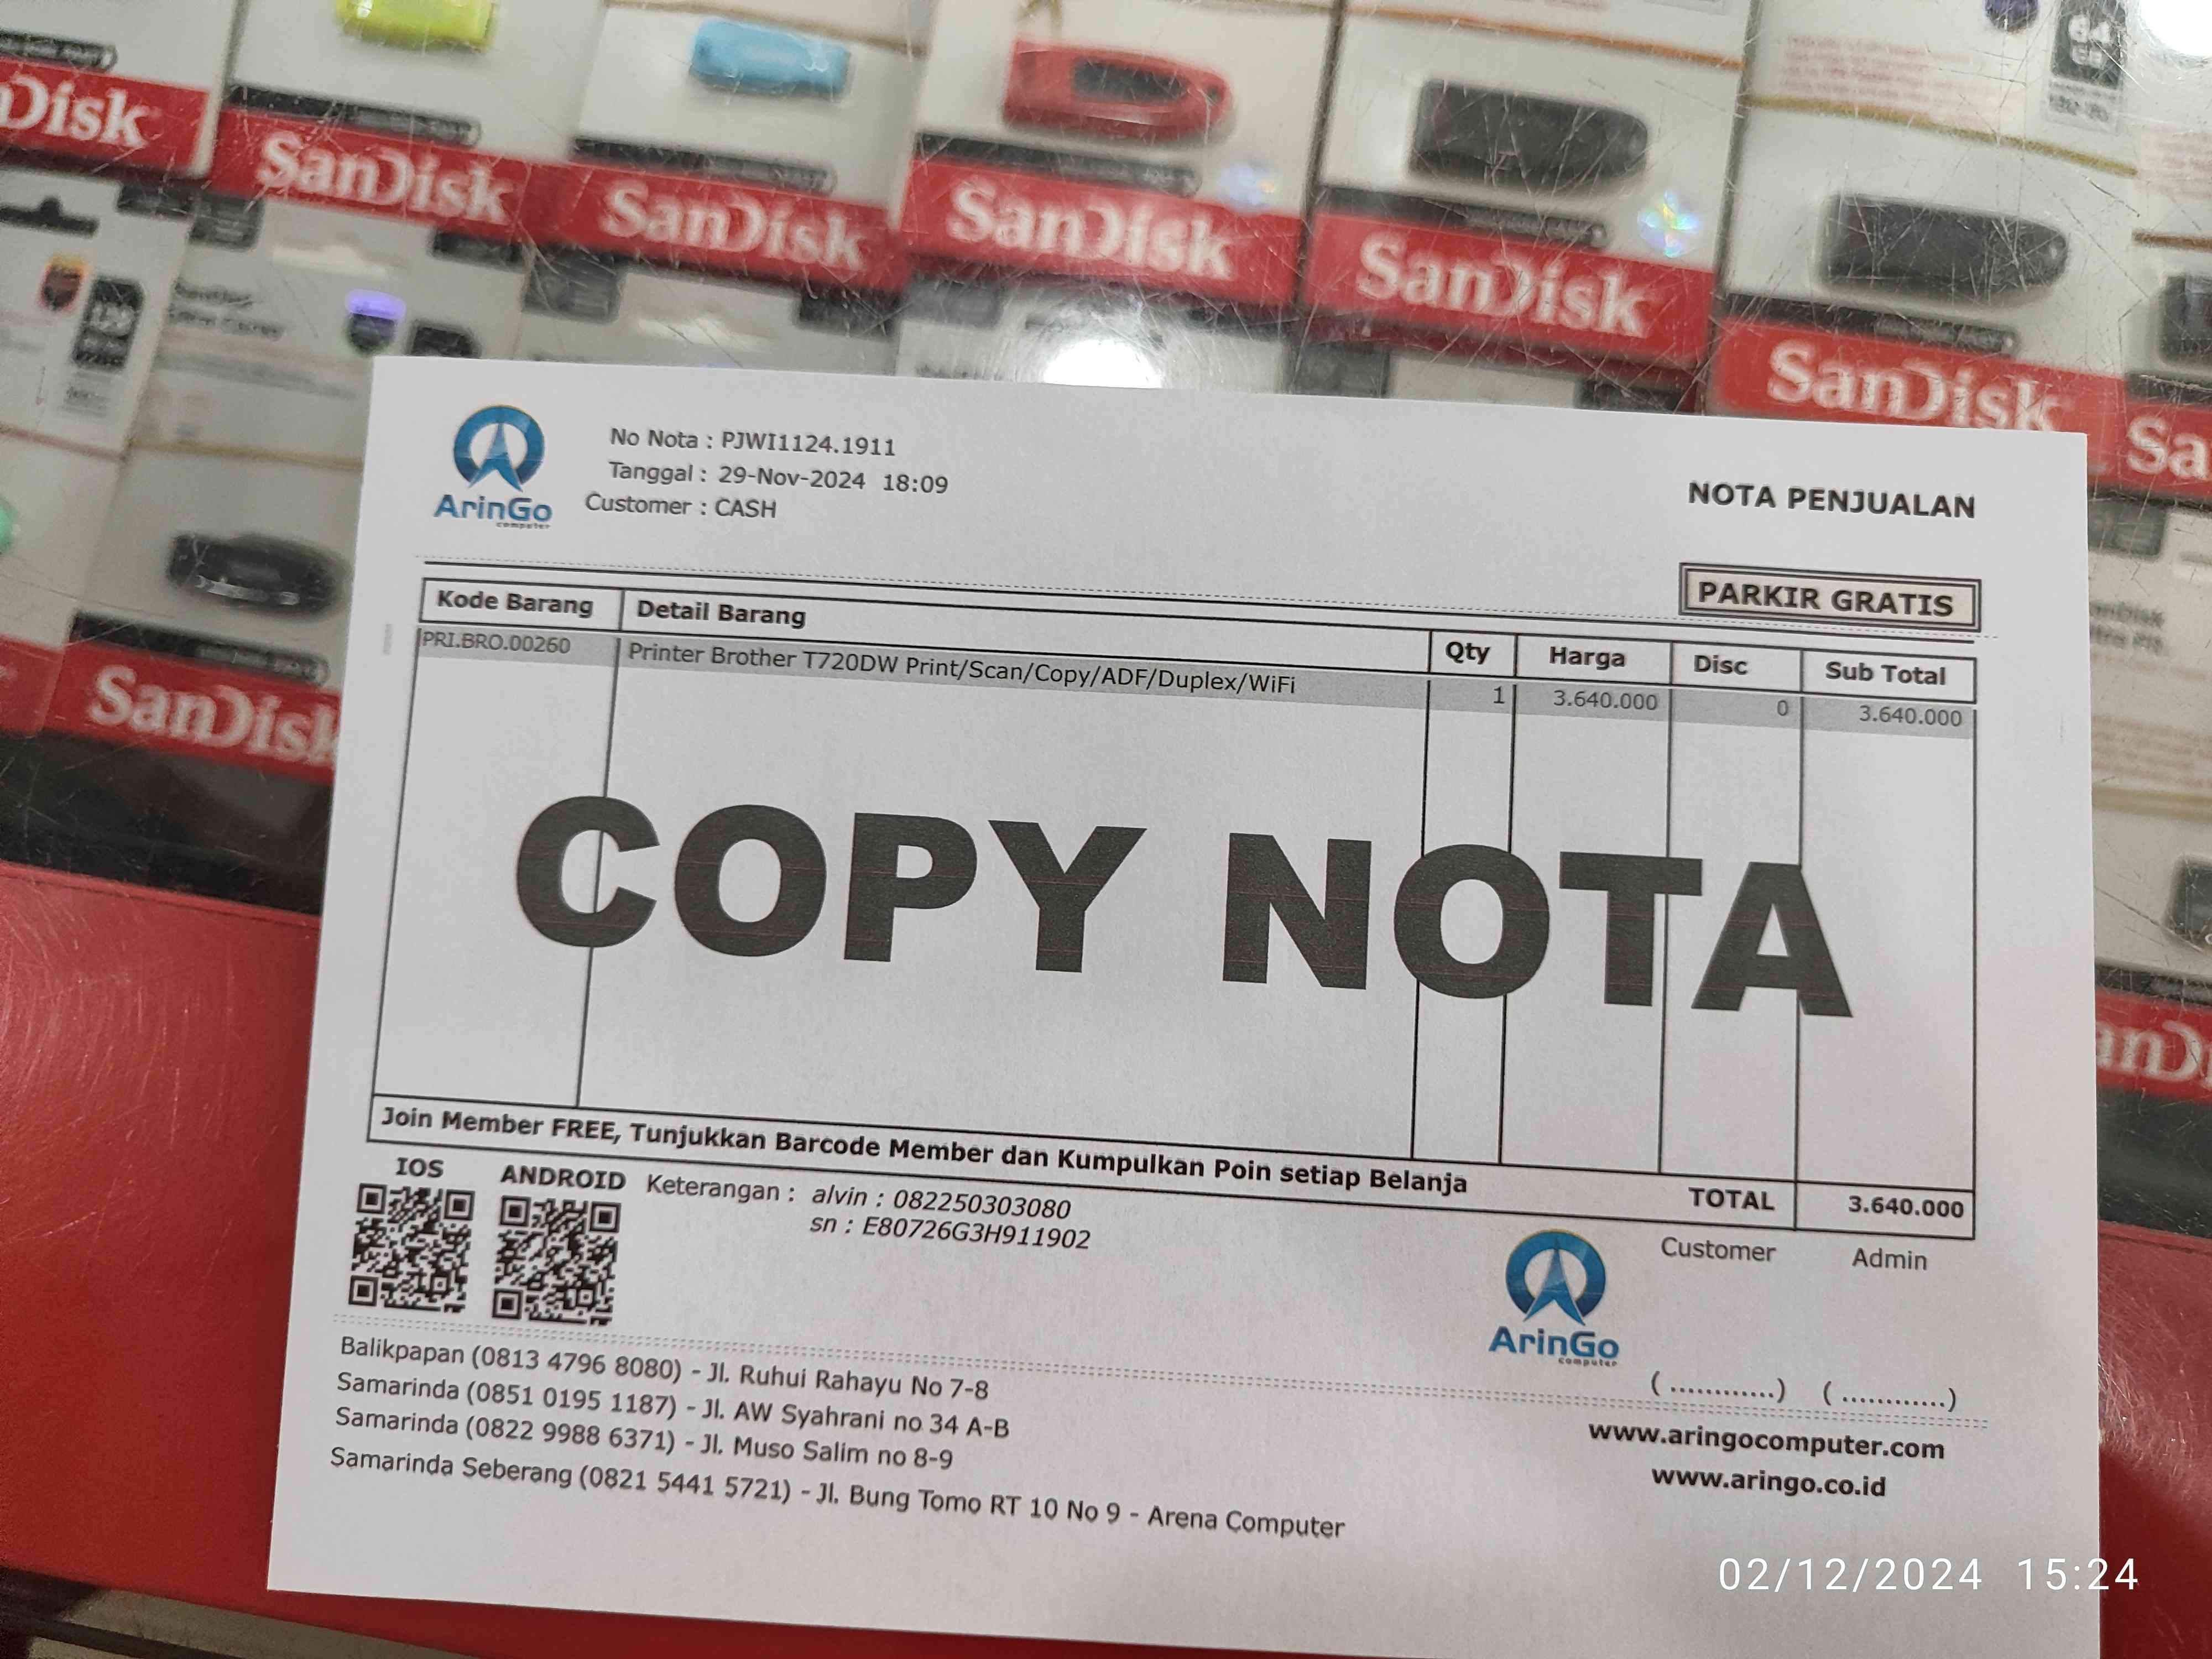 Disk
SanDisk
SanDisk
SanDisk
SanDisk
SanDisk
Sa
SanDisk
ArinGo
computer
No Nota : PJWI1124.1911
Tanggal : 29-Nov-2024 18:09
Customer : CASH
NOTA PENJUALAN
PARKIR GRATIS
Kode Barang Detail Barang Qty Harga Disc Sub Total
PRI.BRO.00260 Printer Brother T720DW Print/Scan/Copy/ADF/Duplex/WiFi 1 3.640.000 0 3.640.000
COPY NOTA
Join Member FREE, Tunjukkan Barcode Member dan Kumpulkan Poin setiap Belanja
TOTAL 3.640.000
IOS ANDROID Keterangan : alvin : 082250303080
sn : E80726G3H911902
Customer Admin
ArinGo
computer
(............) (............)
Balikpapan (0813 4796 8080) - Jl. Ruhui Rahayu No 7-8
Samarinda (0851 0195 1187) - Jl. AW Syahrani no 34 A-B
Samarinda (0822 9988 6371) - Jl. Muso Salim no 8-9
Samarinda Seberang (0821 5441 5721) - Jl. Bung Tomo RT 10 No 9 - Arena Computer
www.aringocomputer.com
www.aringo.co.id
02/12/2024 15:24